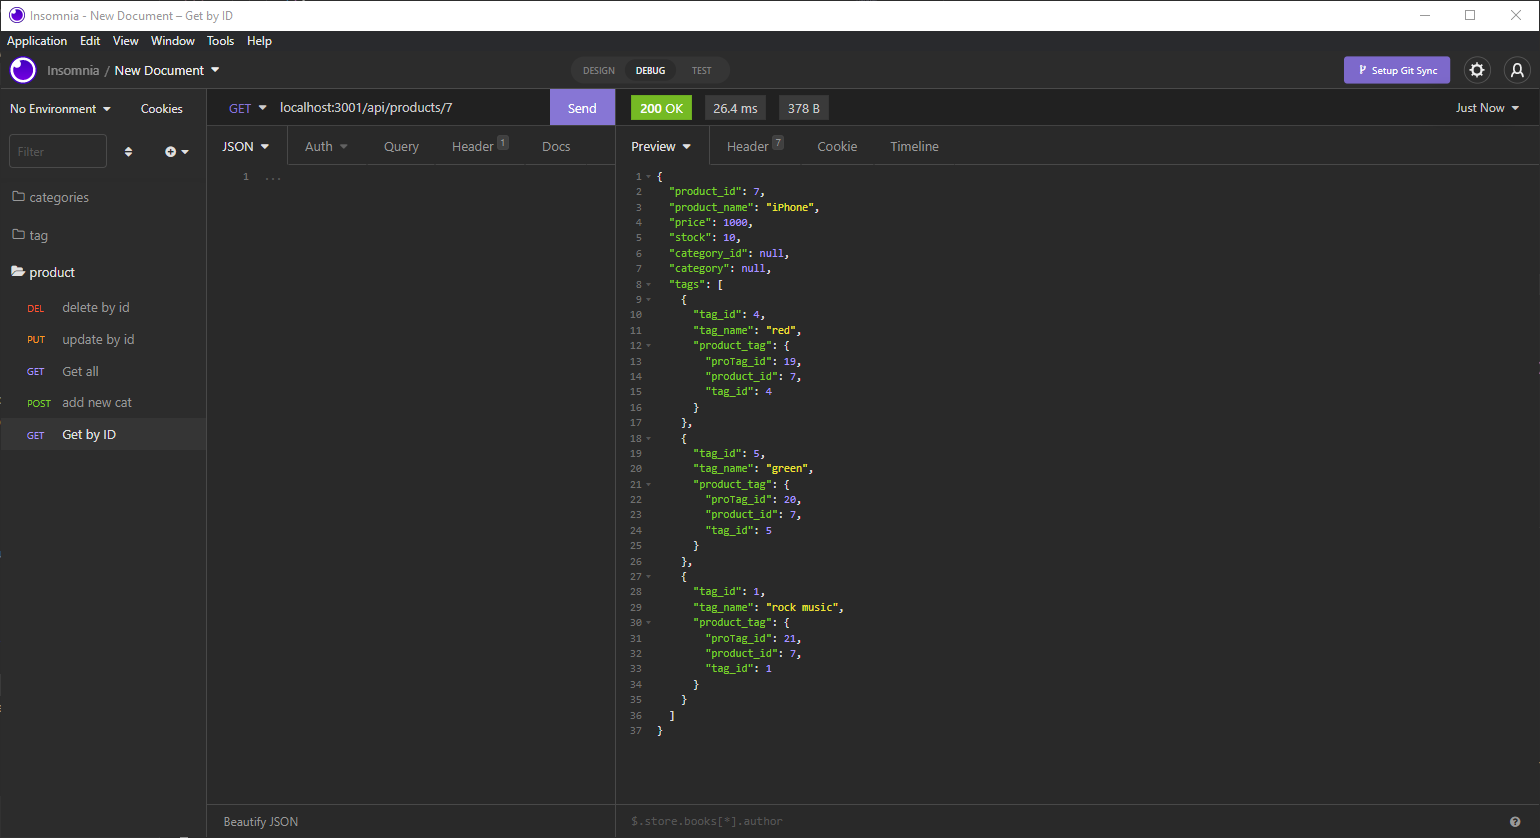 Insomnia - New Document – Get by ID
Application Edit View Window Tools Help
Insomnia / New Document
DESIGN DEBUG TEST
Setup Git Sync
No Environment Cookies
GET localhost:3001/api/products/7 Send
200 OK 26.4 ms 378 B Just Now
Filter
JSON Auth Query Header 1 Docs
Preview Header 7 Cookie Timeline
categories
tag
product
DEL delete by id
PUT update by id
GET Get all
POST add new cat
GET Get by ID
1 ...
1 {
2 "product_id": 7,
3 "product_name": "iPhone",
4 "price": 1000,
5 "stock": 10,
6 "category_id": null,
7 "category": null,
8 "tags": [
9 {
10 "tag_id": 4,
11 "tag_name": "red",
12 "product_tag": {
13 "proTag_id": 19,
14 "product_id": 7,
15 "tag_id": 4
16 }
17 },
18 {
19 "tag_id": 5,
20 "tag_name": "green",
21 "product_tag": {
22 "proTag_id": 20,
23 "product_id": 7,
24 "tag_id": 5
25 }
26 },
27 {
28 "tag_id": 1,
29 "tag_name": "rock music",
30 "product_tag": {
31 "proTag_id": 21,
32 "product_id": 7,
33 "tag_id": 1
34 }
35 }
36 ]
37 }
Beautify JSON
$.store.books[*].author